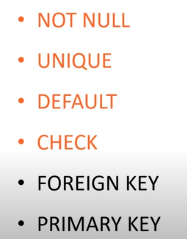 • NOT NULL
• UNIQUE
• DEFAULT
• CHECK
• FOREIGN KEY
• PRIMARY KEY